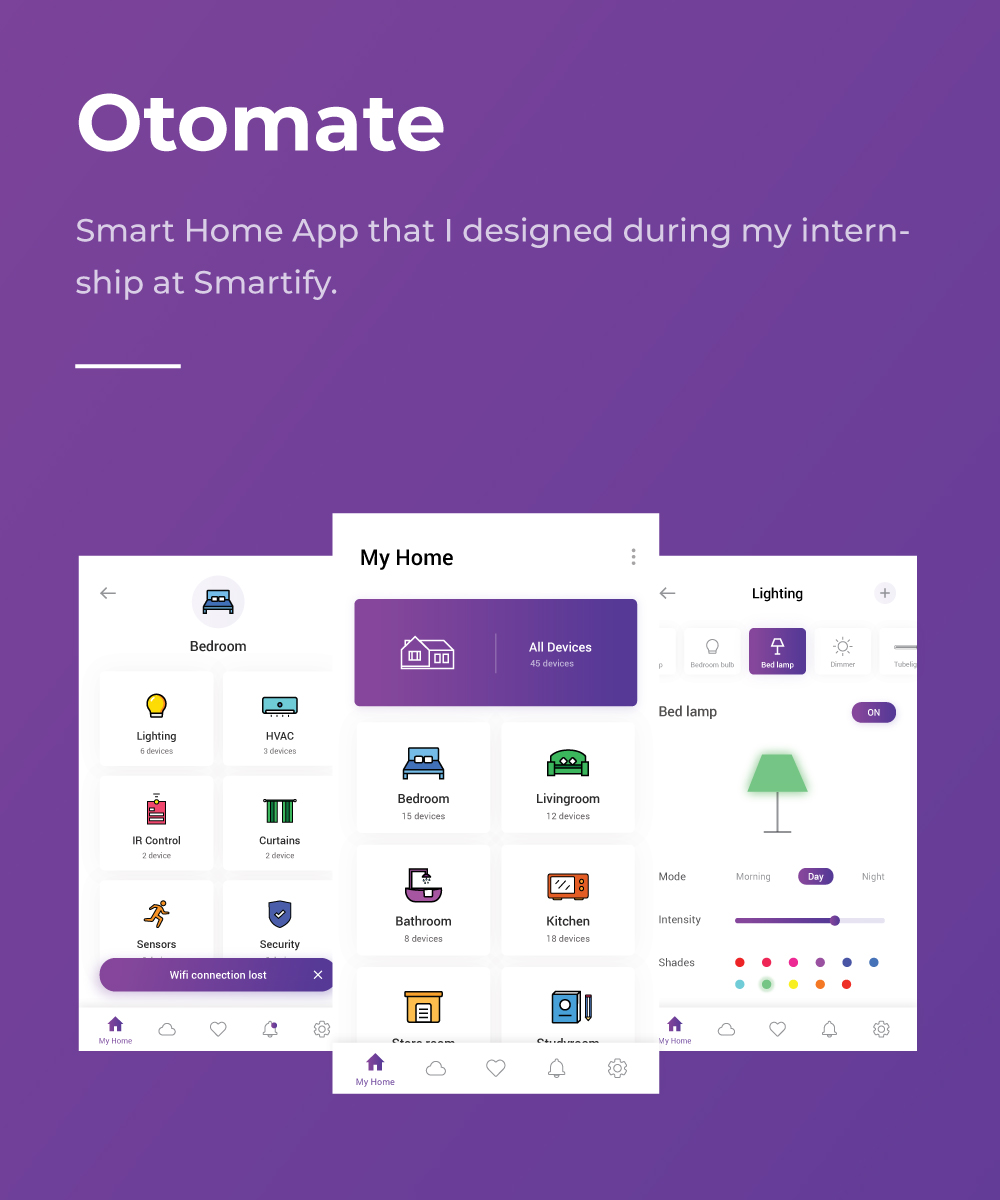 Otomate
Smart Home App that I designed during my intern-
ship at Smartify.
Bedroom
Lighting
6 devices
HVAC
3 devices
IR Control
2 device
Curtains
2 device
Sensors
Security
Wifi connection lost
My Home
My Home
All Devices
45 devices
Bedroom
15 devices
Livingroom
12 devices
Bathroom
8 devices
Kitchen
18 devices
Store room
Studyroom
My Home
Lighting
p
Bedroom bulb
Bed lamp
Dimmer
Tubelig
Bed lamp
ON
Mode
Morning
Day
Night
Intensity
Shades
My Home